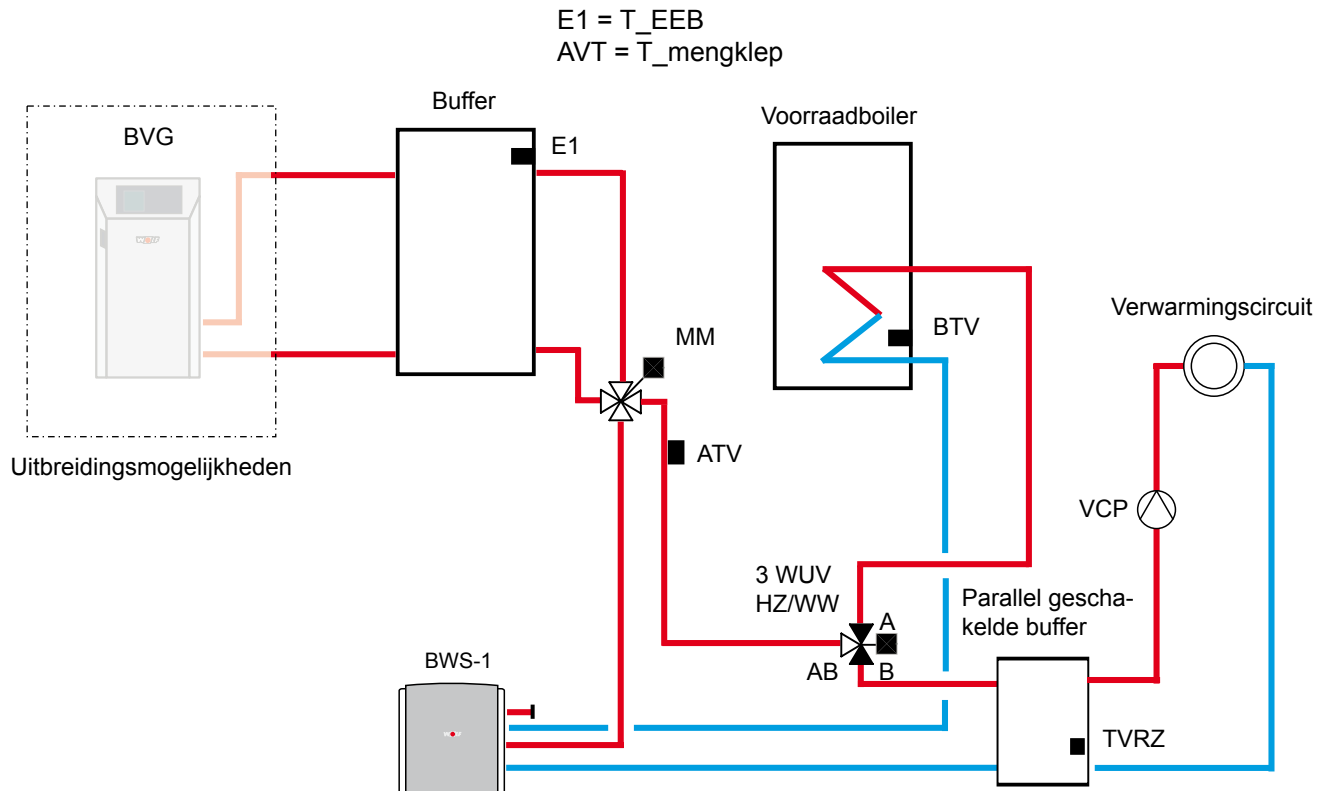 E1 = T_EEB
AVT = T_mengklep
BVG
Buffer
E1
Voorraadboiler
MM
BTV
Verwarmingscircuit
Uitbreidingsmogelijkheden
ATV
VCP
3 WUV
HZ/WW
A
AB
B
Parallel gescha-
kelde buffer
BWS-1
TVRZ